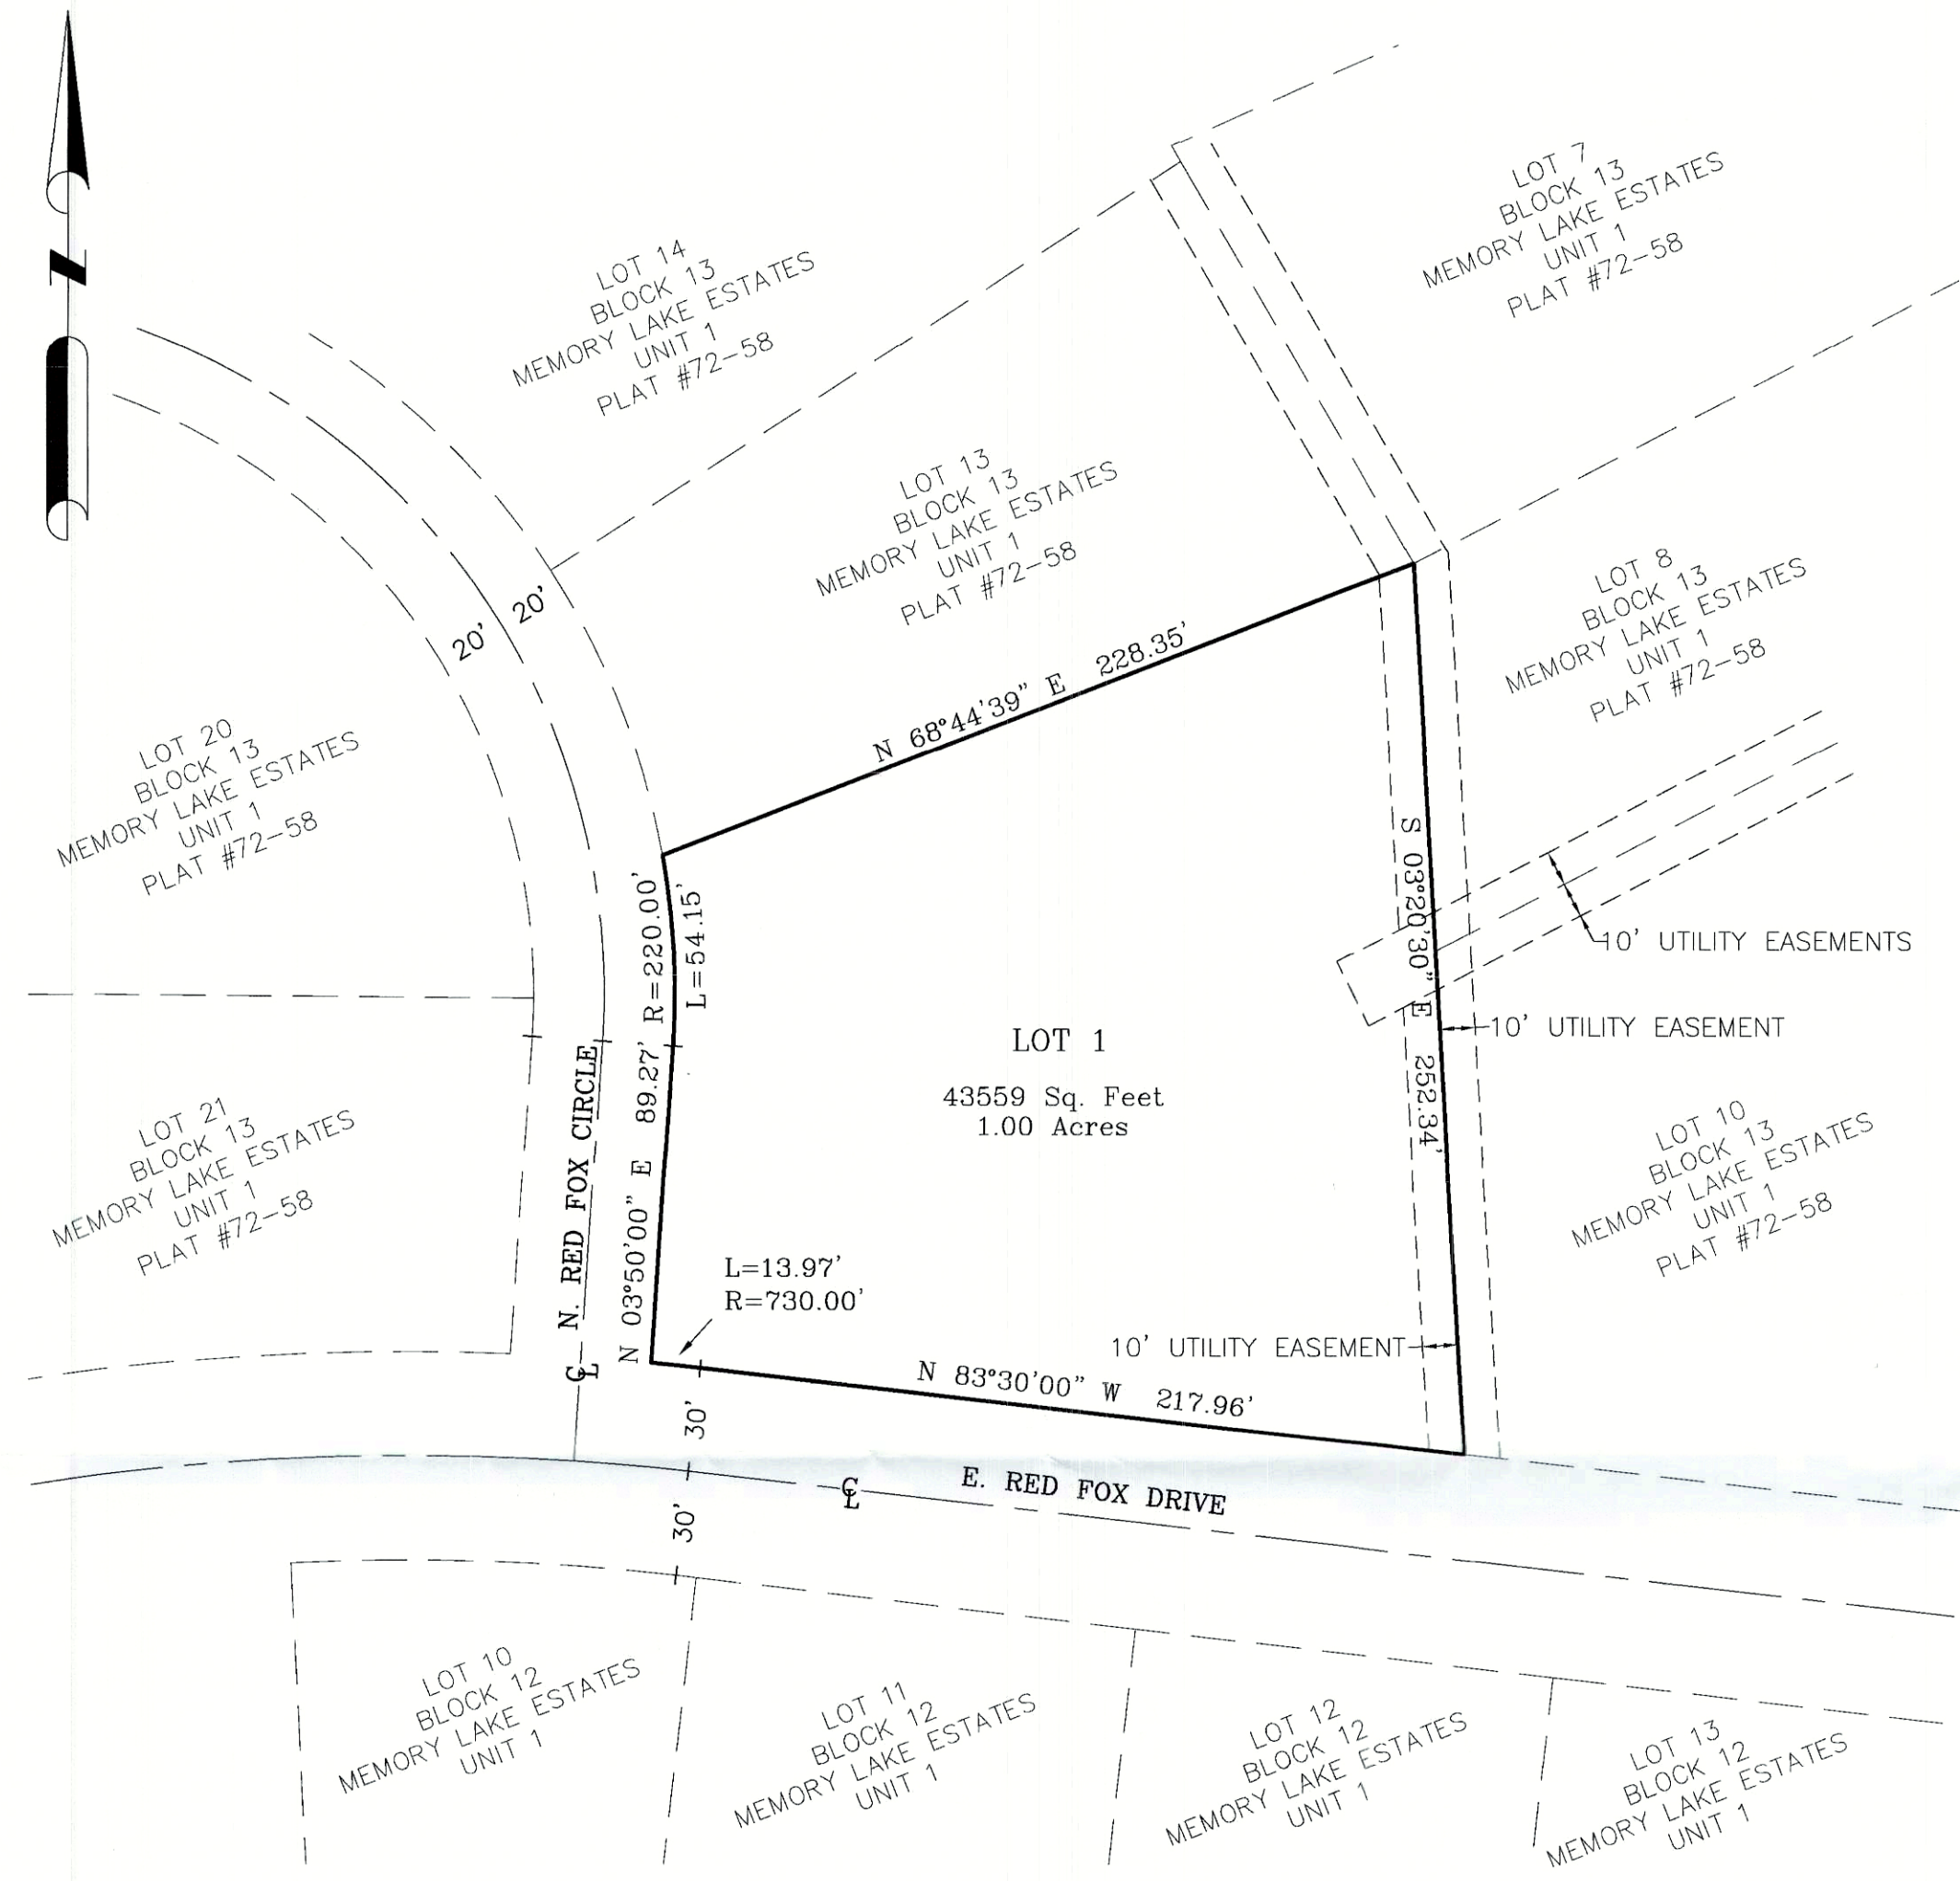 N
LOT 7
BLOCK 13
MEMORY LAKE ESTATES
UNIT 1
PLAT #72-58
LOT 14
BLOCK 13
MEMORY LAKE ESTATES
UNIT 1
PLAT #72-58
LOT 13
BLOCK 13
MEMORY LAKE ESTATES
UNIT 1
PLAT #72-58
LOT 8
BLOCK 13
MEMORY LAKE ESTATES
UNIT 1
PLAT #72-58
20' 20'
N 68°44'39" E 228.35'
LOT 20
BLOCK 13
MEMORY LAKE ESTATES
UNIT 1
PLAT #72-58
R=220.00'
L=54.15'
S 03°20'30" E 252.34'
10' UTILITY EASEMENTS
10' UTILITY EASEMENT
LOT 1
43559 Sq. Feet
1.00 Acres
N 03°50'00" E 89.27'
℄ N. RED FOX CIRCLE
LOT 21
BLOCK 13
MEMORY LAKE ESTATES
UNIT 1
PLAT #72-58
LOT 10
BLOCK 13
MEMORY LAKE ESTATES
UNIT 1
PLAT #72-58
L=13.97'
R=730.00'
10' UTILITY EASEMENT
N 83°30'00" W 217.96'
30'
℄ E. RED FOX DRIVE
30'
LOT 10
BLOCK 12
MEMORY LAKE ESTATES
UNIT 1
LOT 11
BLOCK 12
MEMORY LAKE ESTATES
UNIT 1
LOT 12
BLOCK 12
MEMORY LAKE ESTATES
UNIT 1
LOT 13
BLOCK 12
MEMORY LAKE ESTATES
UNIT 1